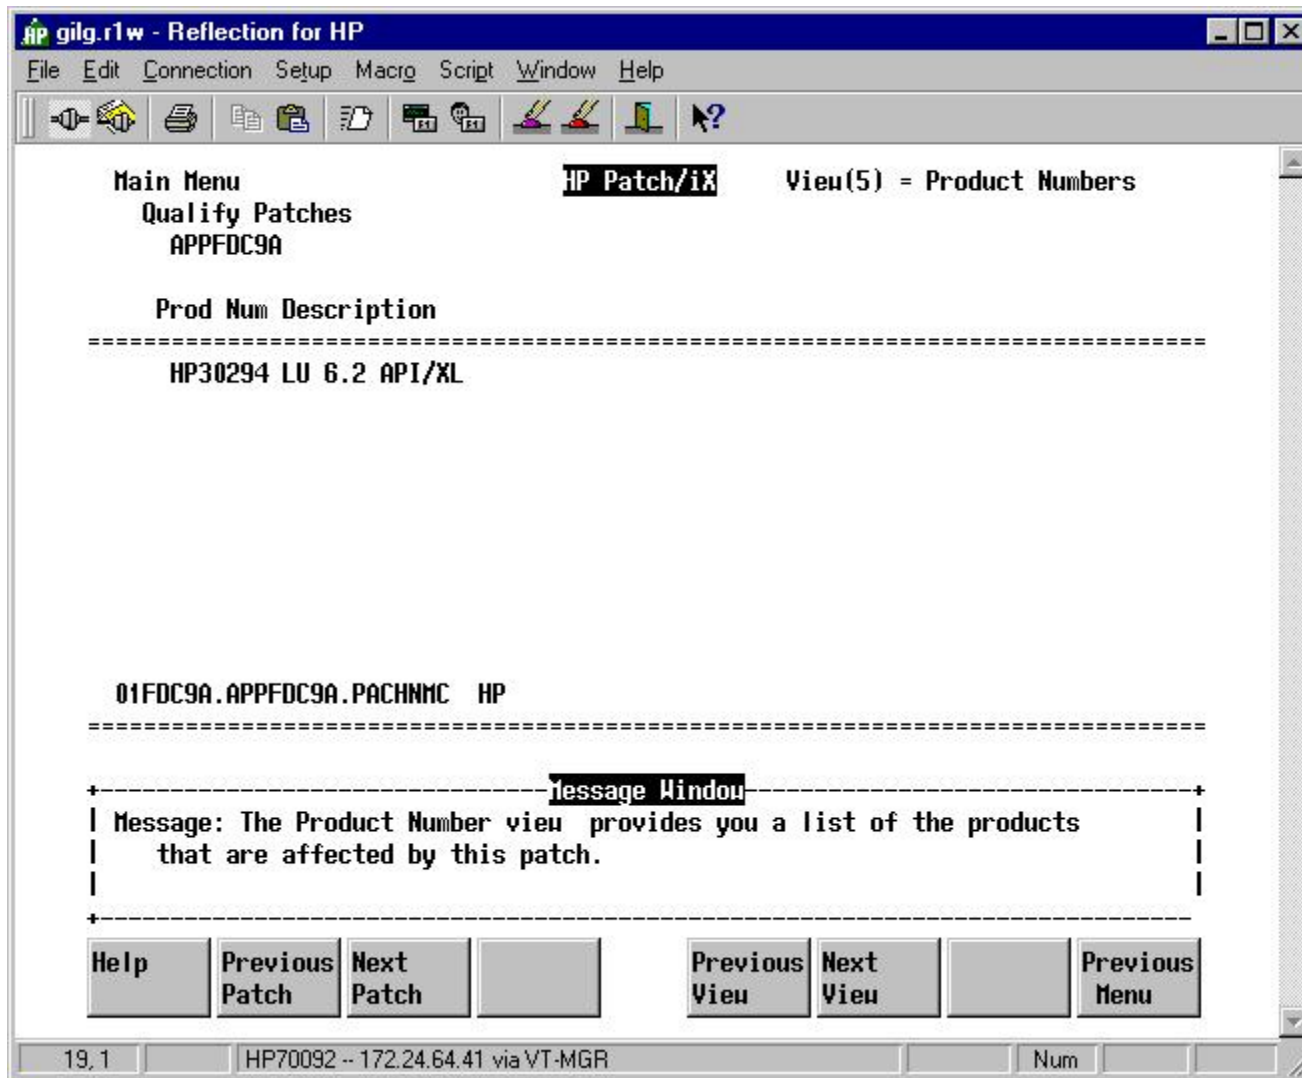 gilg.r1w - Reflection for HP
File Edit Connection Setup Macro Script Window Help
Main Menu HP Patch/iX View(5) = Product Numbers
Qualify Patches
APPFDC9A
Prod Num Description
================================================================================
HP30294 LU 6.2 API/XL
01FDC9A.APPFDC9A.PACHNMC HP
================================================================================
Message Window
Message: The Product Number view provides you a list of the products
that are affected by this patch.
Help Previous Next Previous Next Previous
Patch Patch View View Menu
19, 1 HP70092 -- 172.24.64.41 via VT-MGR Num